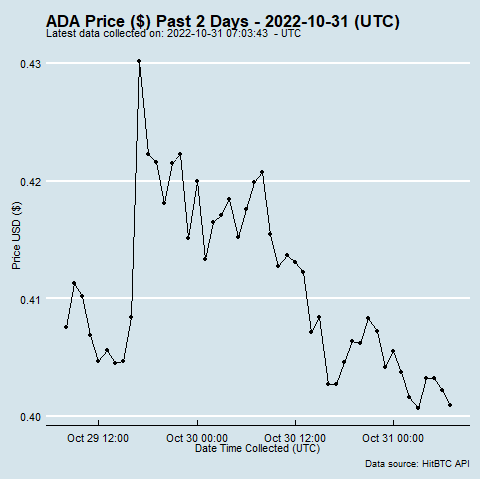 ADA Price ($) Past 2 Days - 2022-10-31 (UTC)
Latest data collected on: 2022-10-31 07:03:43 - UTC
0.43
0.42
0.41
0.40
Price USD ($)
Oct 29 12:00 Oct 30 00:00 Oct 30 12:00 Oct 31 00:00
Date Time Collected (UTC)
Data source: HitBTC API